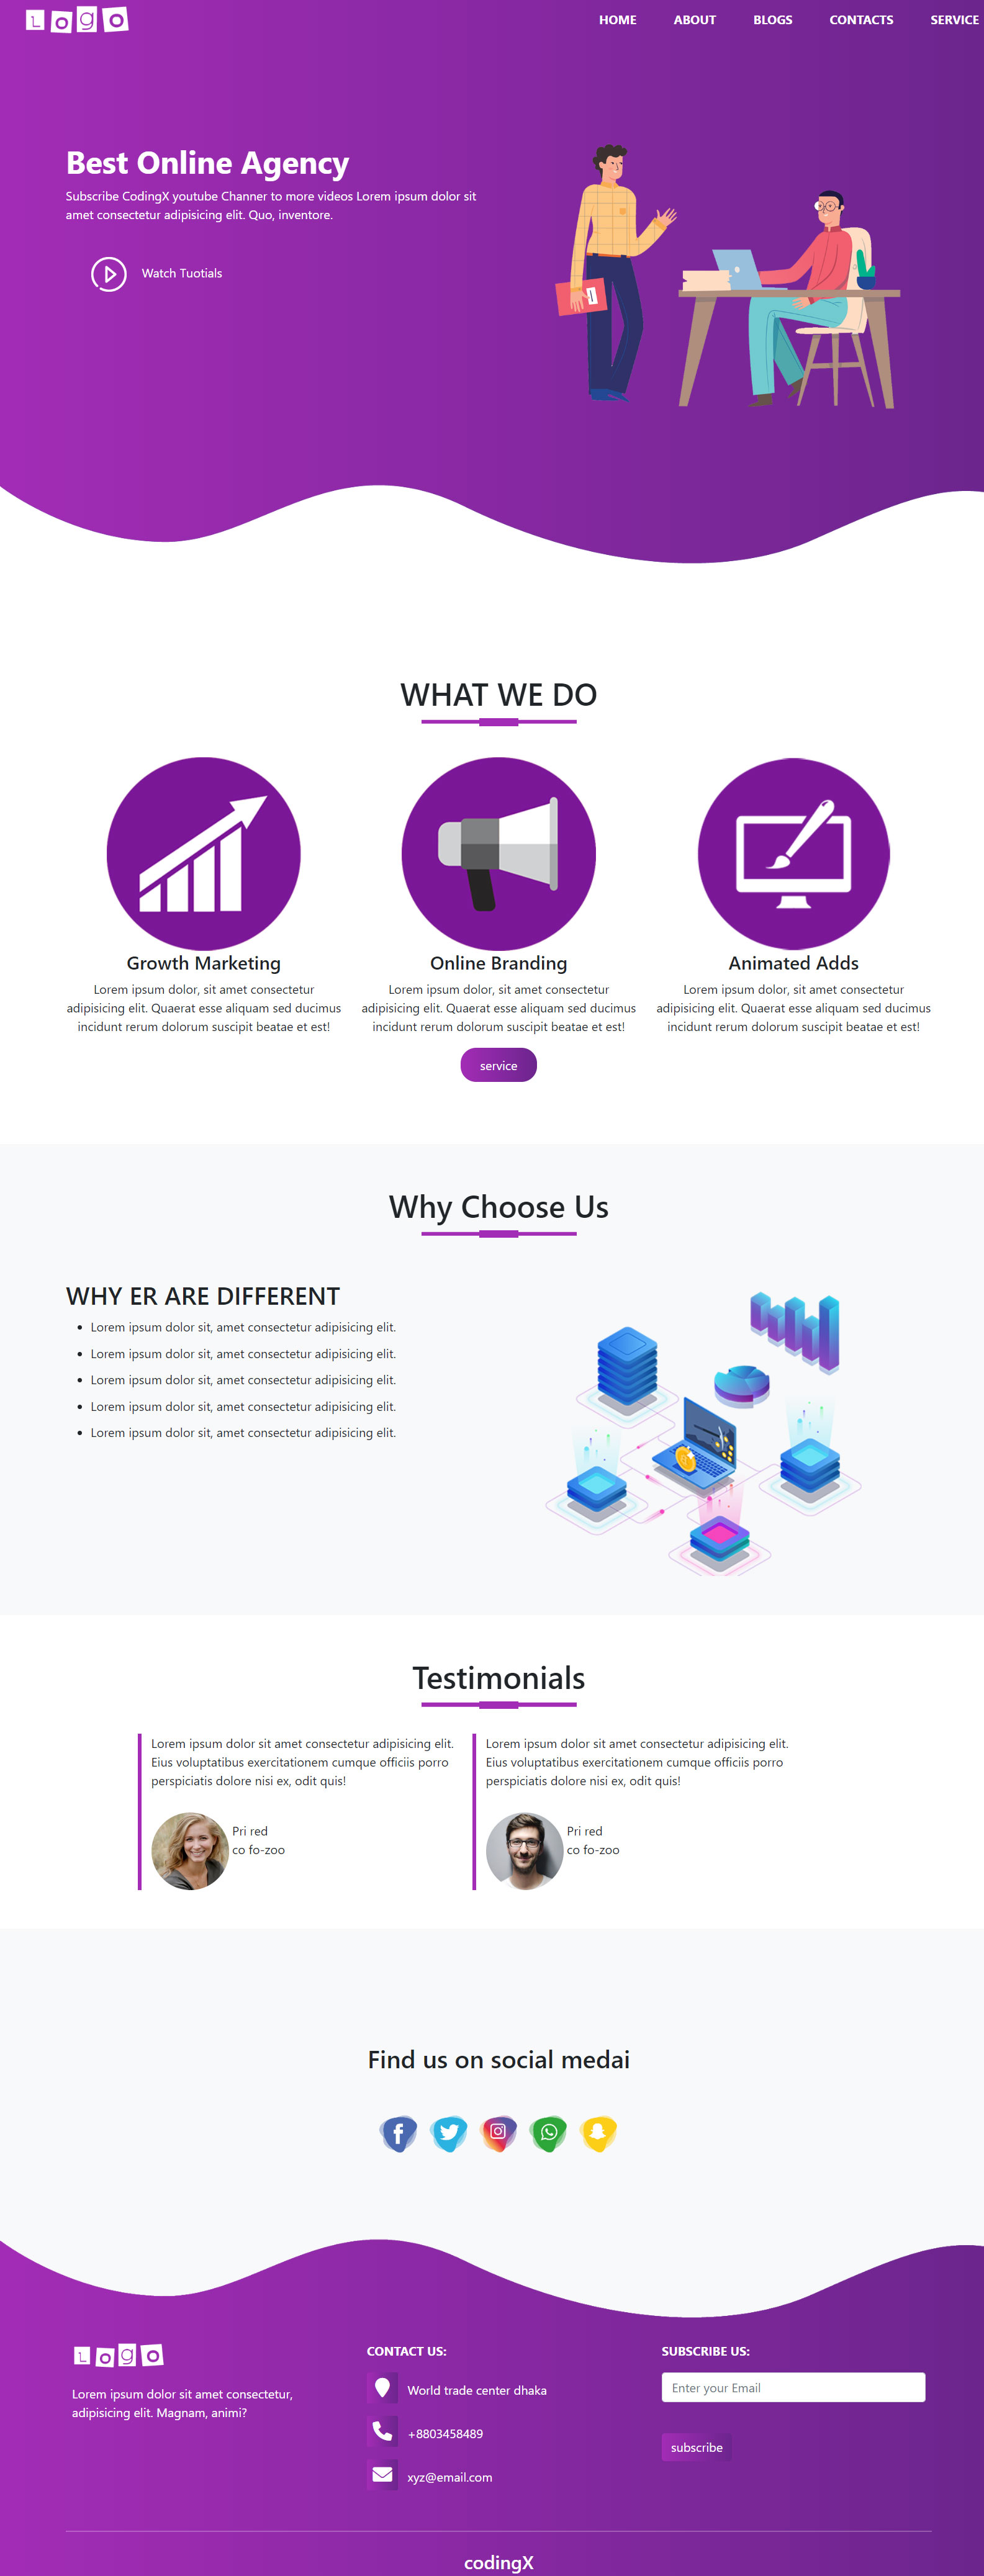 LOGO
HOME ABOUT BLOGS CONTACTS SERVICE
Best Online Agency
Subscribe CodingX youtube Channer to more videos Lorem ipsum dolor sit
amet consectetur adipisicing elit. Quo, inventore.
Watch Tuotials
WHAT WE DO
Growth Marketing
Lorem ipsum dolor, sit amet consectetur
adipisicing elit. Quaerat esse aliquam sed ducimus
incidunt rerum dolorum suscipit beatae et est!
Online Branding
Lorem ipsum dolor, sit amet consectetur
adipisicing elit. Quaerat esse aliquam sed ducimus
incidunt rerum dolorum suscipit beatae et est!
Animated Adds
Lorem ipsum dolor, sit amet consectetur
adipisicing elit. Quaerat esse aliquam sed ducimus
incidunt rerum dolorum suscipit beatae et est!
service
Why Choose Us
WHY ER ARE DIFFERENT
Lorem ipsum dolor sit, amet consectetur adipisicing elit.
Lorem ipsum dolor sit, amet consectetur adipisicing elit.
Lorem ipsum dolor sit, amet consectetur adipisicing elit.
Lorem ipsum dolor sit, amet consectetur adipisicing elit.
Lorem ipsum dolor sit, amet consectetur adipisicing elit.
Testimonials
Lorem ipsum dolor sit amet consectetur adipisicing elit.
Eius voluptatibus exercitationem cumque officiis porro
perspiciatis dolore nisi ex, odit quis!
Pri red
co fo-zoo
Lorem ipsum dolor sit amet consectetur adipisicing elit.
Eius voluptatibus exercitationem cumque officiis porro
perspiciatis dolore nisi ex, odit quis!
Pri red
co fo-zoo
Find us on social medai
LOGO
Lorem ipsum dolor sit amet consectetur,
adipisicing elit. Magnam, animi?
CONTACT US:
World trade center dhaka
+8803458489
xyz@email.com
SUBSCRIBE US:
Enter your Email
subscribe
codingX